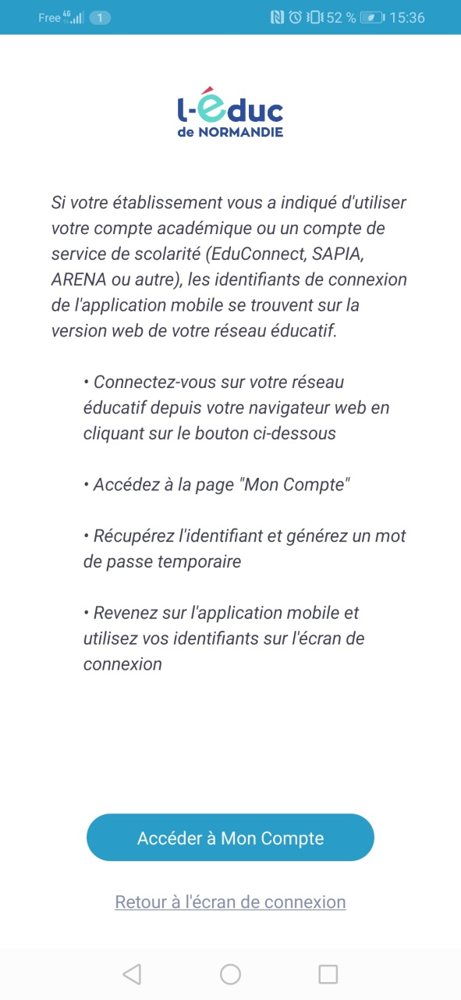 Free 4G 1 52 % 15:36
l-éduc
de NORMANDIE
Si votre établissement vous a indiqué d'utiliser
votre compte académique ou un compte de
service de scolarité (EduConnect, SAPIA,
ARENA ou autre), les identifiants de connexion
de l'application mobile se trouvent sur la
version web de votre réseau éducatif.
• Connectez-vous sur votre réseau
éducatif depuis votre navigateur web en
cliquant sur le bouton ci-dessous
• Accédez à la page "Mon Compte"
• Récupérez l'identifiant et générez un mot
de passe temporaire
• Revenez sur l'application mobile et
utilisez vos identifiants sur l'écran de
connexion
Accéder à Mon Compte
Retour à l'écran de connexion